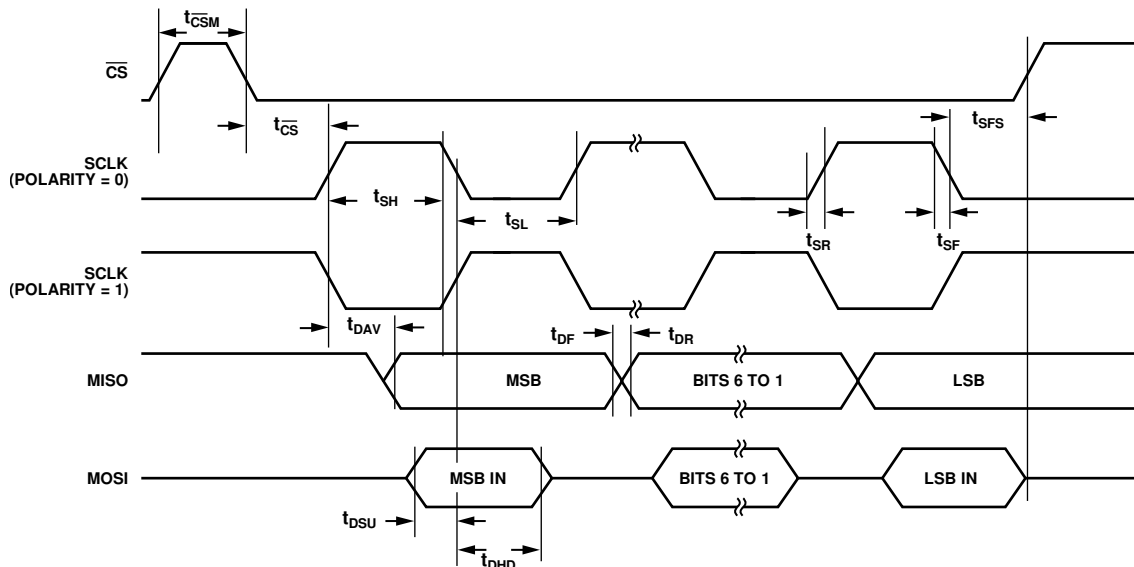 tCSM
CS
tCS
tSFS
SCLK
(POLARITY = 0)
tSH
tSL
tSR
tSF
SCLK
(POLARITY = 1)
tDAV
tDF
tDR
MISO
MSB
BITS 6 TO 1
LSB
MOSI
MSB IN
BITS 6 TO 1
LSB IN
tDSU
tDHD